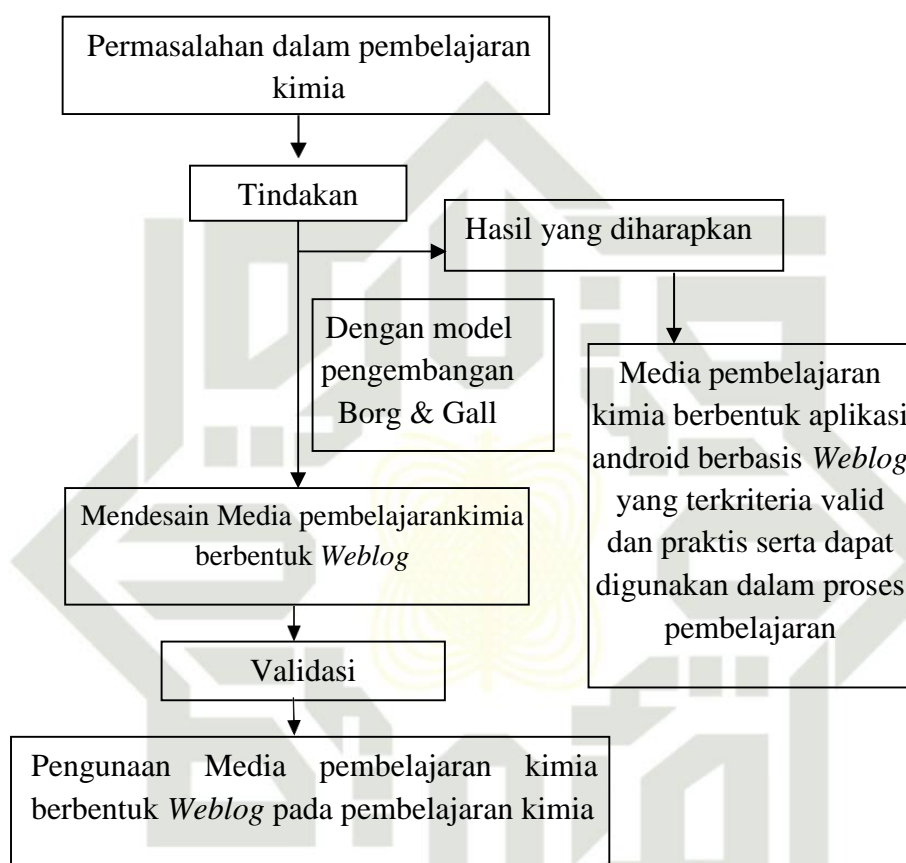 Permasalahan dalam pembelajaran
kimia
Tindakan
Hasil yang diharapkan
Dengan model
pengembangan
Borg & Gall
Media pembelajaran
kimia berbentuk aplikasi
android berbasis Weblog
yang terkriteria valid
dan praktis serta dapat
digunakan dalam proses
pembelajaran
Mendesain Media pembelajarankimia
berbentuk Weblog
Validasi
Pengunaan Media pembelajaran kimia
berbentuk Weblog pada pembelajaran kimia